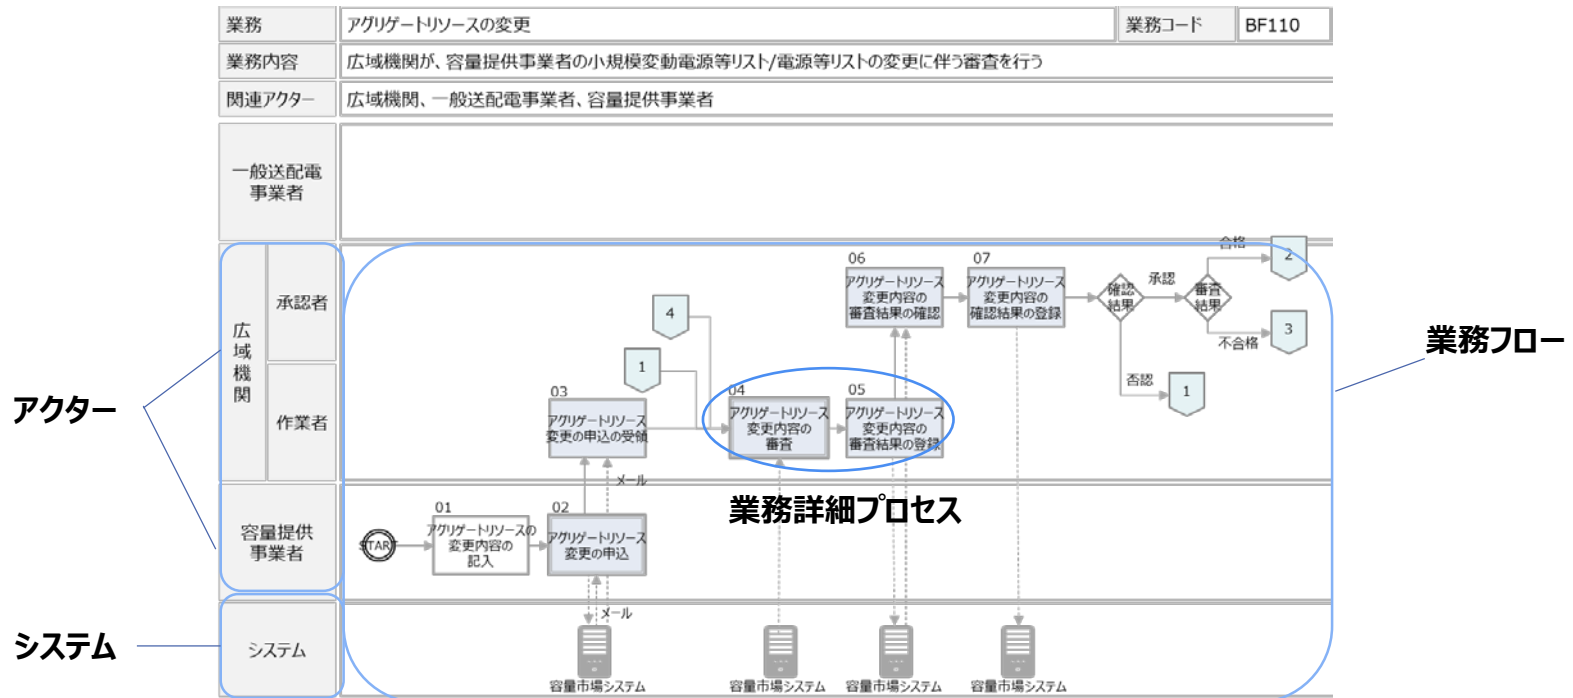 業務
アグリゲートリソースの変更
業務コード
BF110
業務内容
広域機関が、容量提供事業者の小規模変動電源等リスト/電源等リストの変更に伴う審査を行う
関連アクター
広域機関、一般送配電事業者、容量提供事業者
一般送配電
事業者
広域機関
承認者
作業者
容量提供
事業者
システム
アクター
システム
業務フロー
業務詳細プロセス
START
01
アグリゲートリソースの
変更内容の
記入
02
アグリゲートリソース
変更の申込
メール
メール
03
アグリゲートリソース
変更の申込の受領
4
1
04
アグリゲートリソース
変更内容の
審査
05
アグリゲートリソース
変更内容の
審査結果の登録
06
アグリゲートリソース
変更内容の
審査結果の確認
07
アグリゲートリソース
変更内容の
確認結果の登録
確認
結果
承認
否認
1
審査
結果
合格
2
不合格
3
容量市場システム
容量市場システム
容量市場システム
容量市場システム